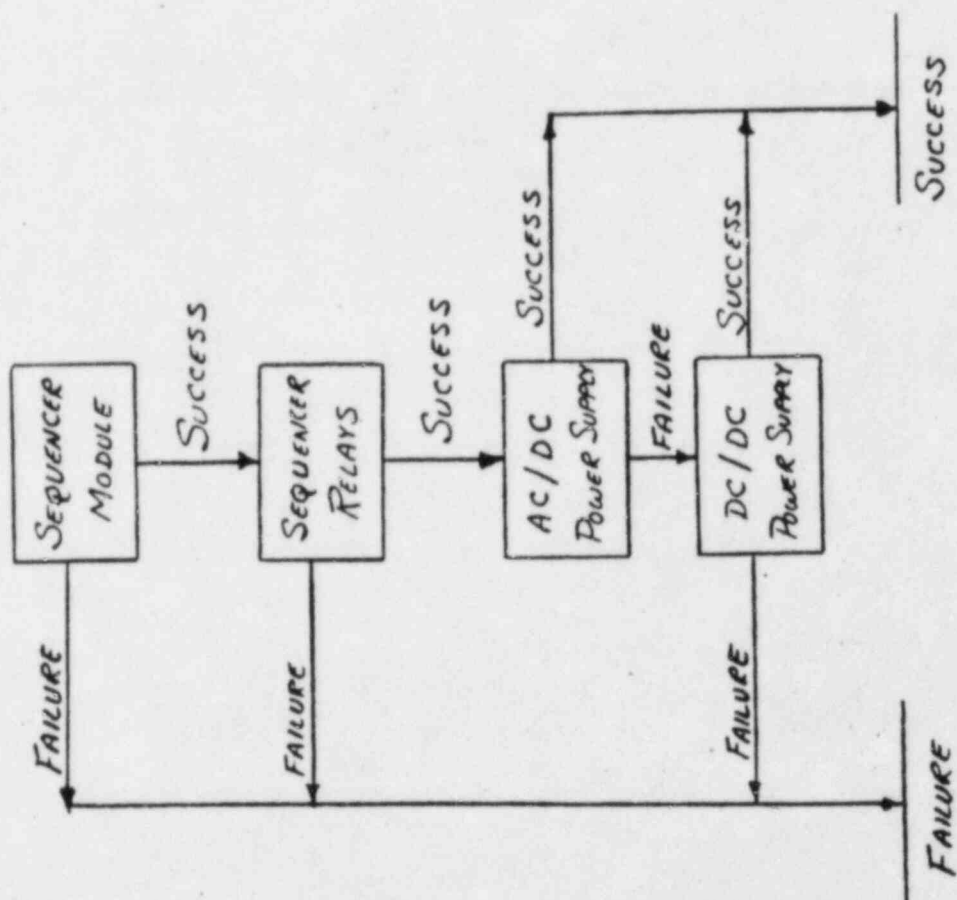 SEQUENCER
MODULE
FAILURE
SUCCESS
SEQUENCER
RELAYS
FAILURE
SUCCESS
AC/DC
POWER SUPPLY
SUCCESS
FAILURE
DC/DC
POWER SUPPLY
FAILURE
SUCCESS
FAILURE
SUCCESS